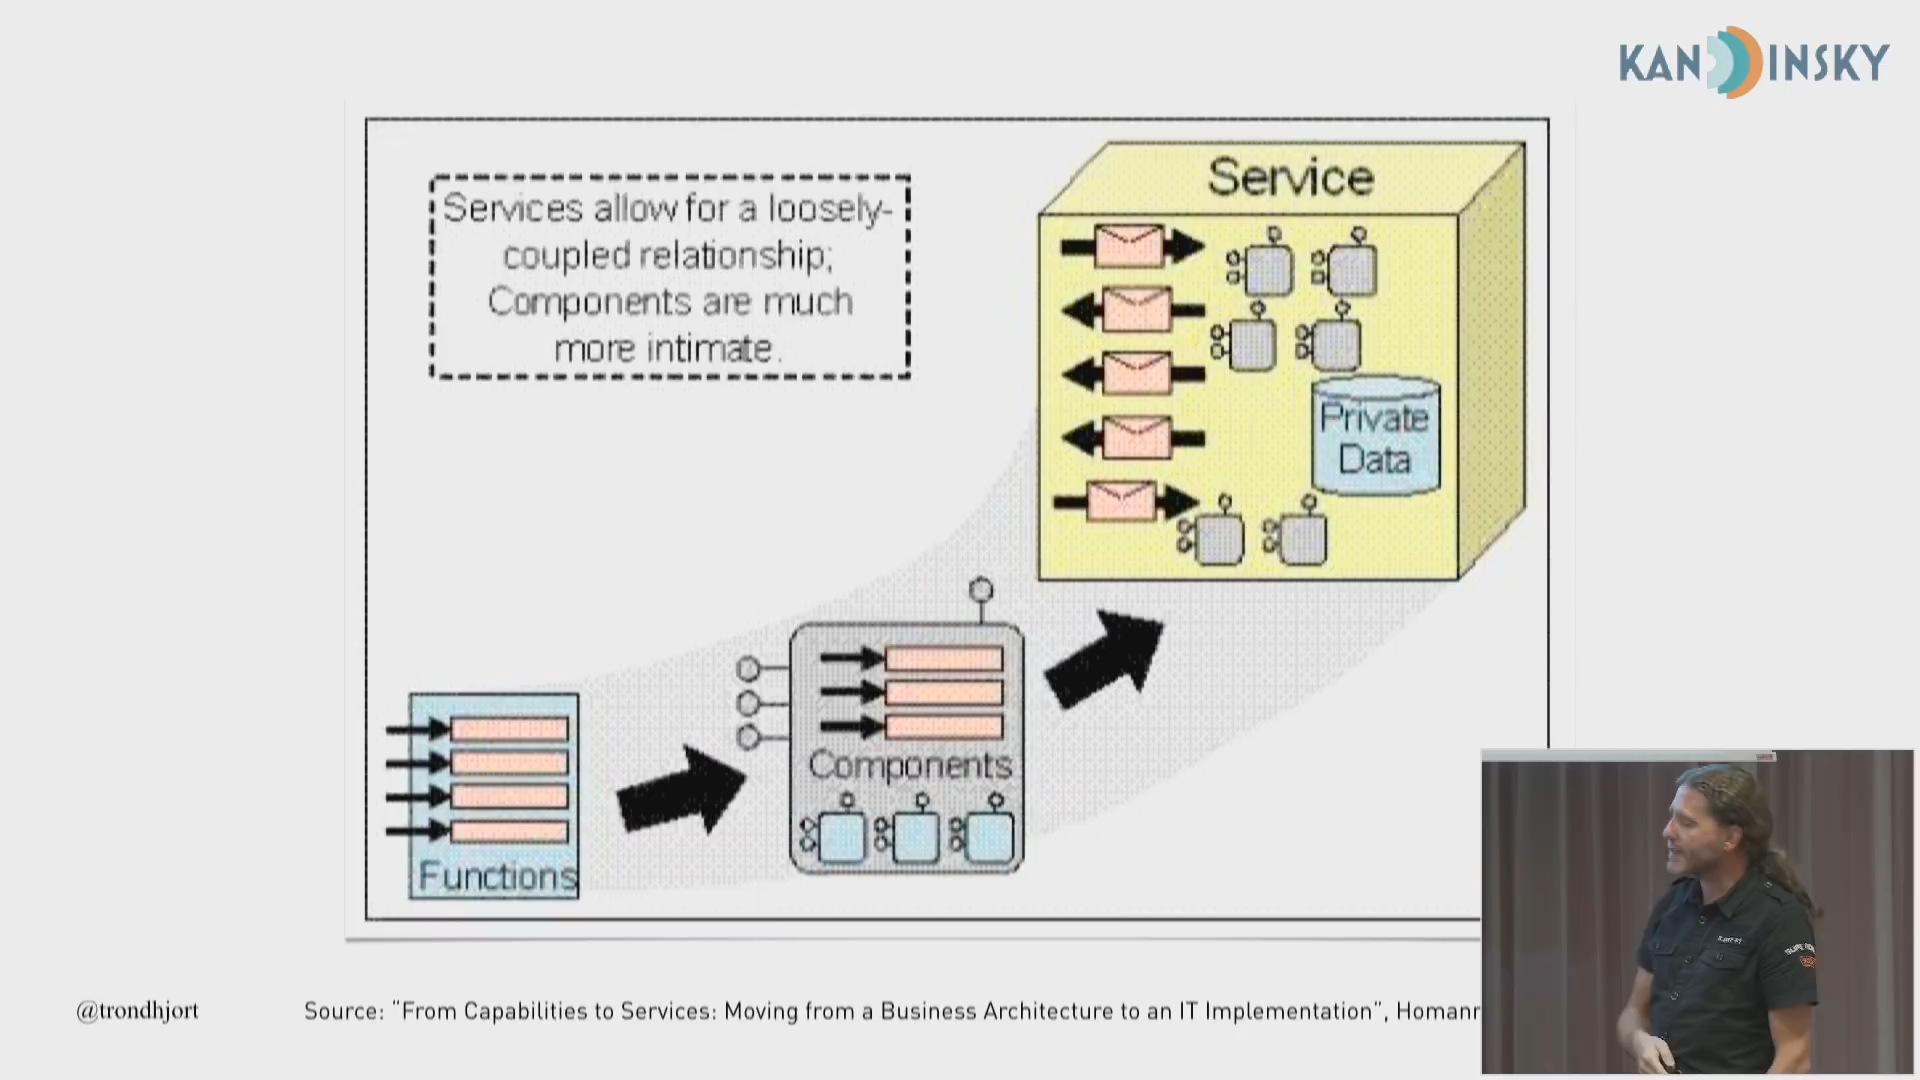 KANDINSKY
Services allow for a loosely-
coupled relationship;
Components are much
more intimate.
Service
Private
Data
Components
Functions
@trondhjort
Source: “From Capabilities to Services: Moving from a Business Architecture to an IT Implementation”, Homann